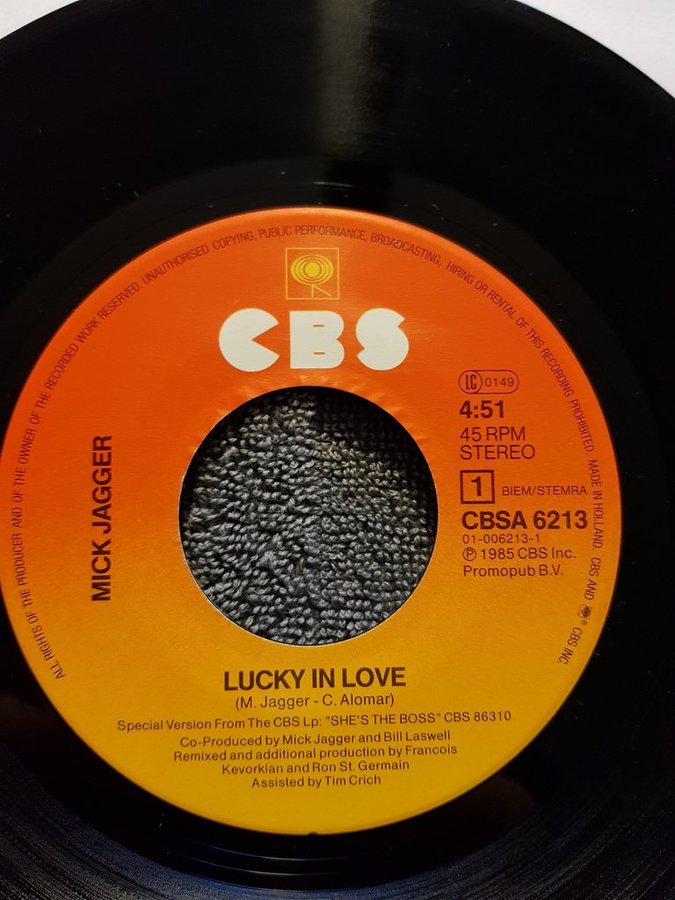 ALL RIGHTS OF THE PRODUCER AND OF THE OWNER OF THE RECORDED WORK RESERVED. UNAUTHORISED COPYING, PUBLIC PERFORMANCE, BROADCASTING, HIRING OR RENTAL OF THIS RECORDING PROHIBITED. MADE IN HOLLAND. CBS AND ® CBS INC.
CBS
LC 0149
4:51
45 RPM
STEREO
1 BIEM/STEMRA
CBSA 6213
01-006213-1
℗ 1985 CBS Inc.
Promopub B.V.
MICK JAGGER
LUCKY IN LOVE
(M. Jagger - C. Alomar)
Special Version From The CBS Lp: "SHE'S THE BOSS" CBS 86310
Co-Produced by Mick Jagger and Bill Laswell
Remixed and additional production by Francois
Kevorkian and Ron St. Germain
Assisted by Tim Crich